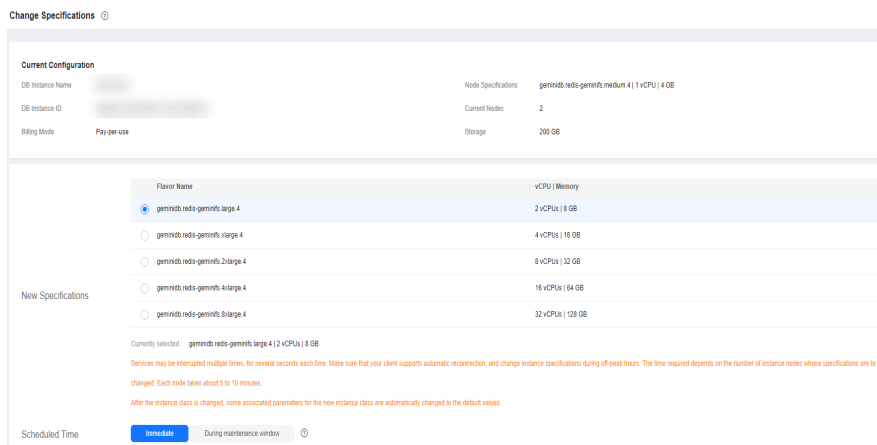 Change Specifications ?
Current Configuration
DB Instance Name
Node Specifications geminidb.redis-geminifs.medium.4 | 1 vCPU | 4 GB
DB Instance ID
Current Nodes 2
Billing Mode Pay-per-use
Storage 200 GB
Flavor Name vCPU | Memory
geminidb.redis-geminifs.large.4 2 vCPUs | 8 GB
geminidb.redis-geminifs.xlarge.4 4 vCPUs | 16 GB
geminidb.redis-geminifs.2xlarge.4 8 vCPUs | 32 GB
New Specifications
geminidb.redis-geminifs.4xlarge.4 16 vCPUs | 64 GB
geminidb.redis-geminifs.8xlarge.4 32 vCPUs | 128 GB
Currently selected geminidb.redis-geminifs.large.4 | 2 vCPUs | 8 GB
Services may be interrupted multiple times, for several seconds each time. Make sure that your client supports automatic reconnection, and change instance specifications during off-peak hours. The time required depends on the number of instance nodes whose specifications are to
changed. Each node takes about 5 to 10 minutes.
After the instance class is changed, some associated parameters for the new instance class are automatically changed to the default values.
Scheduled Time Immediate During maintenance window ?